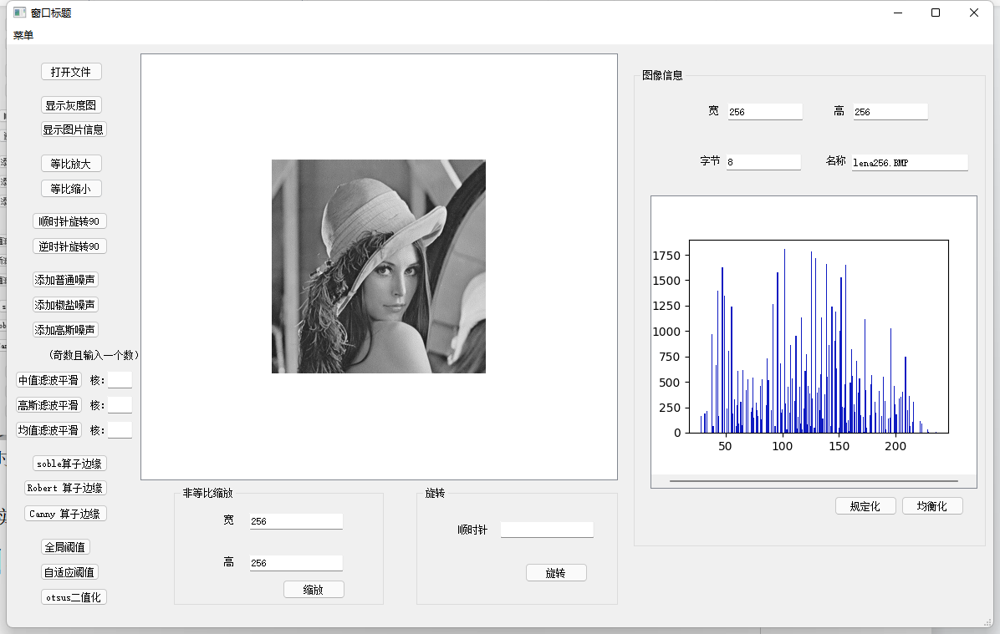 窗口标题
菜单
打开文件
显示灰度图
显示图片信息
等比放大
等比缩小
顺时针旋转90
逆时针旋转90
添加普通噪声
添加椒盐噪声
添加高斯噪声
(奇数且输入一个数)
中值滤波平滑 核:
高斯滤波平滑 核:
均值滤波平滑 核:
soble算子边缘
Robert 算子边缘
Canny 算子边缘
全局阈值
自适应阈值
otsus二值化
非等比缩放
宽 256
高 256
缩放
旋转
顺时针
旋转
图像信息
宽 256 高 256
字节 8 名称 lena256.BMP
1750
1500
1250
1000
750
500
250
0
50 100 150 200
规定化 均衡化